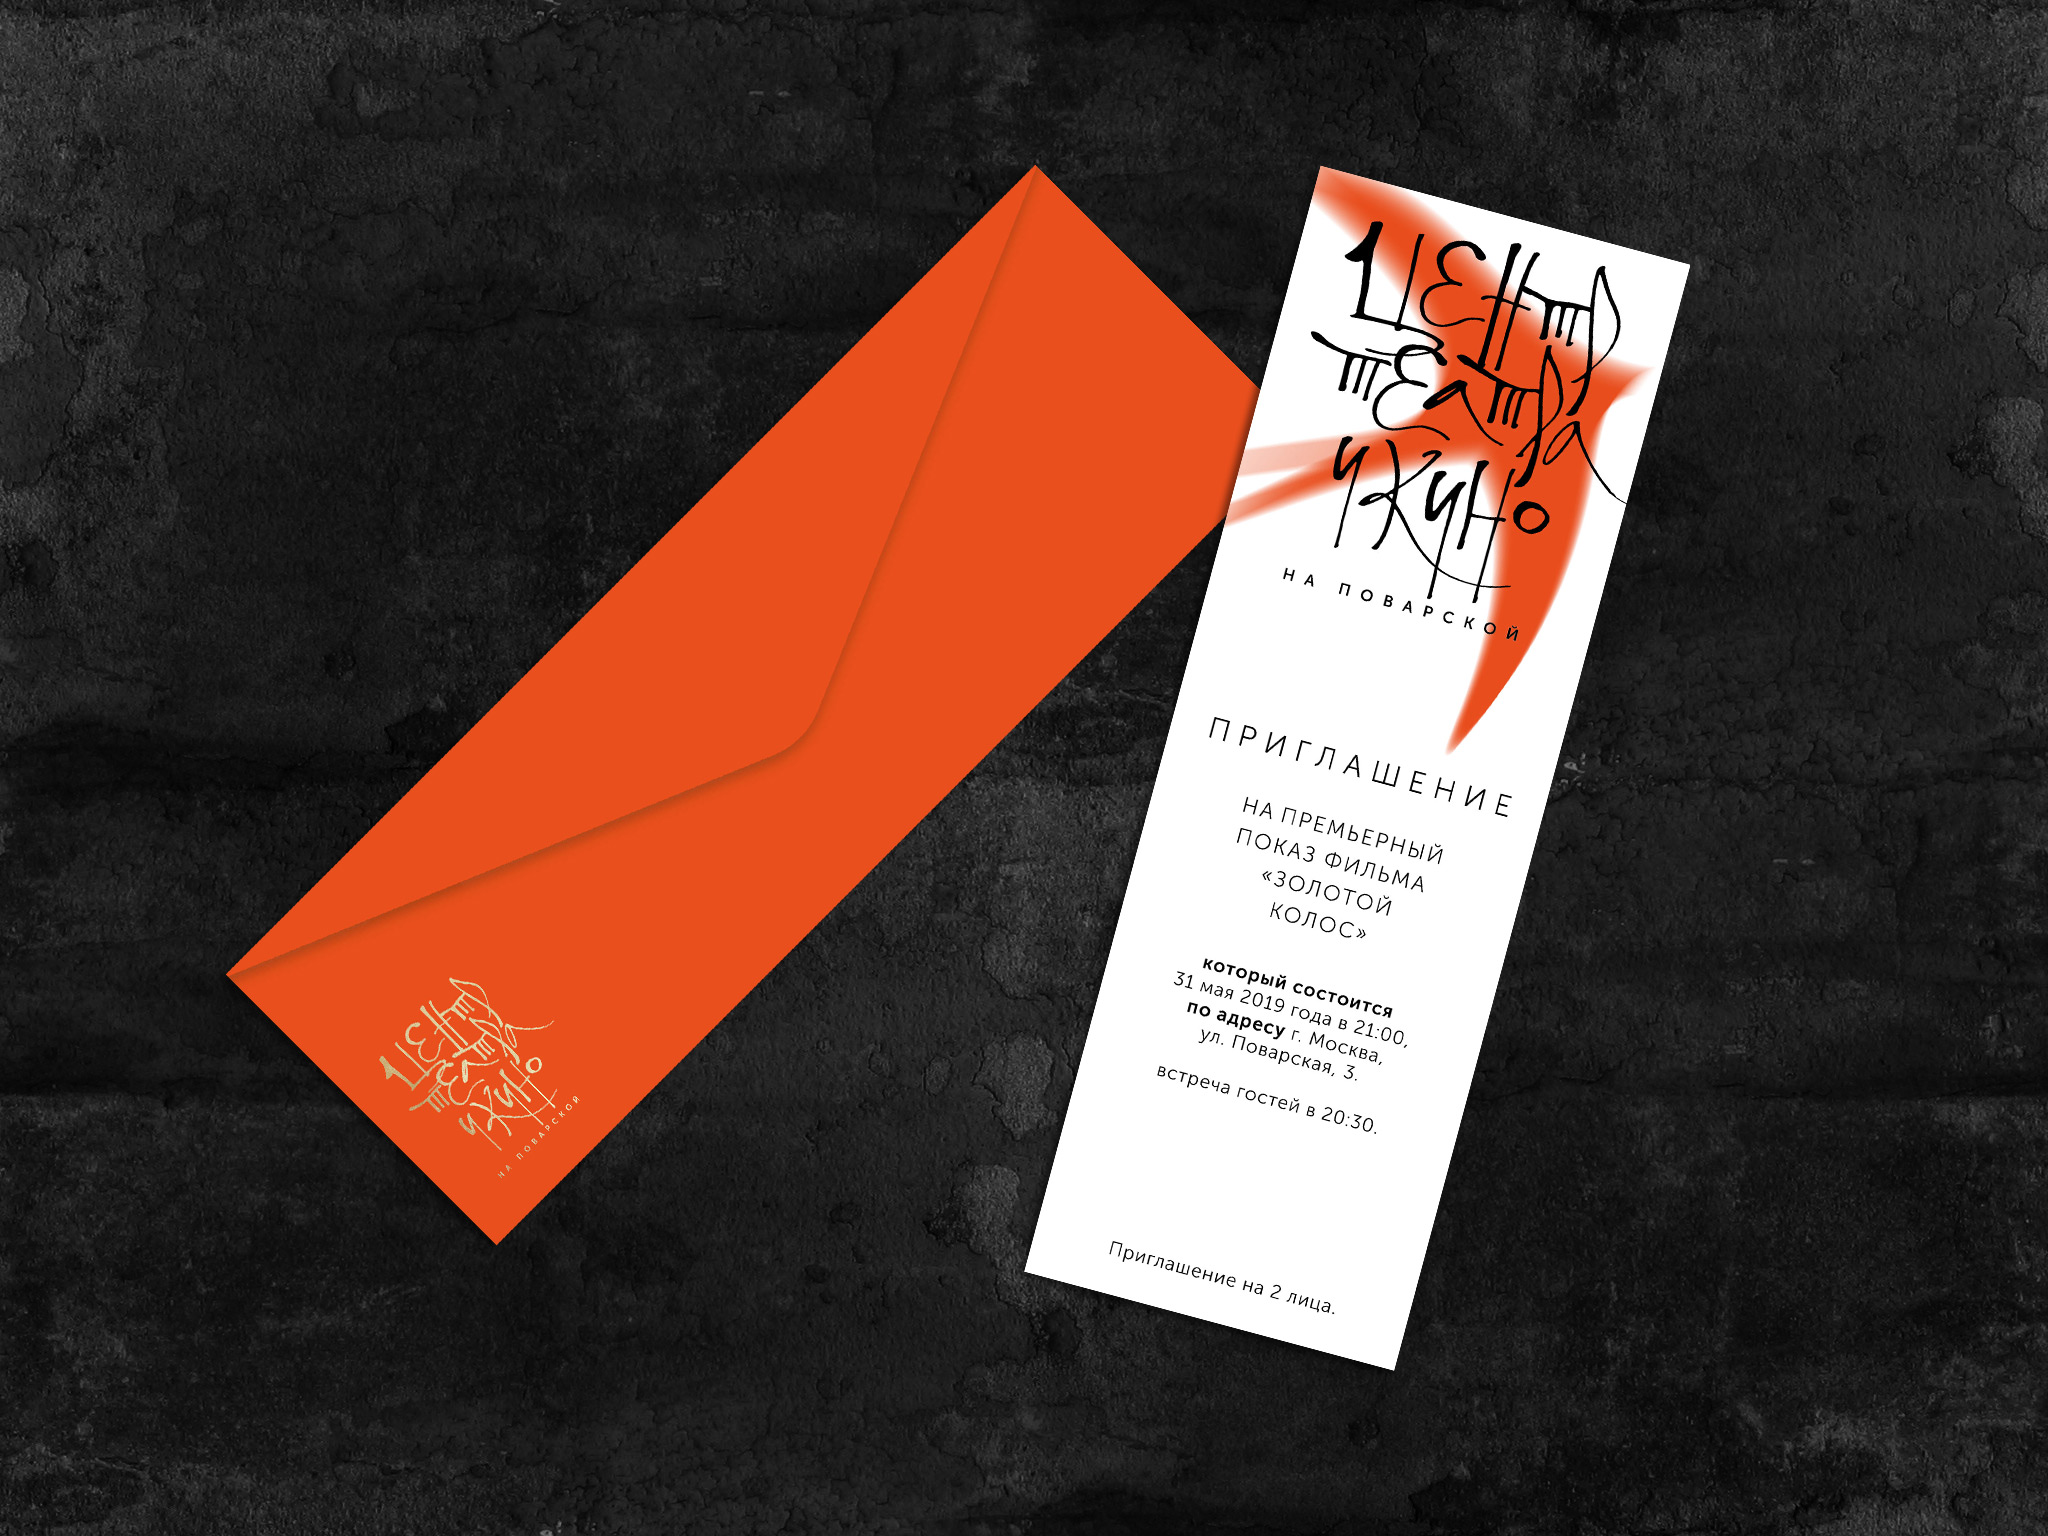 ЦЕНТР
ТЕАТРА
И КИНО
НА ПОВАРСКОЙ
ПРИГЛАШЕНИЕ
НА ПРЕМЬЕРНЫЙ
ПОКАЗ ФИЛЬМА
«ЗОЛОТОЙ
КОЛОС»
который состоится
31 мая 2019 года в 21:00,
по адресу г. Москва,
ул. Поварская, 3.
встреча гостей в 20:30.
Приглашение на 2 лица.
ЦЕНТР
ТЕАТРА
И КИНО
НА ПОВАРСКОЙ